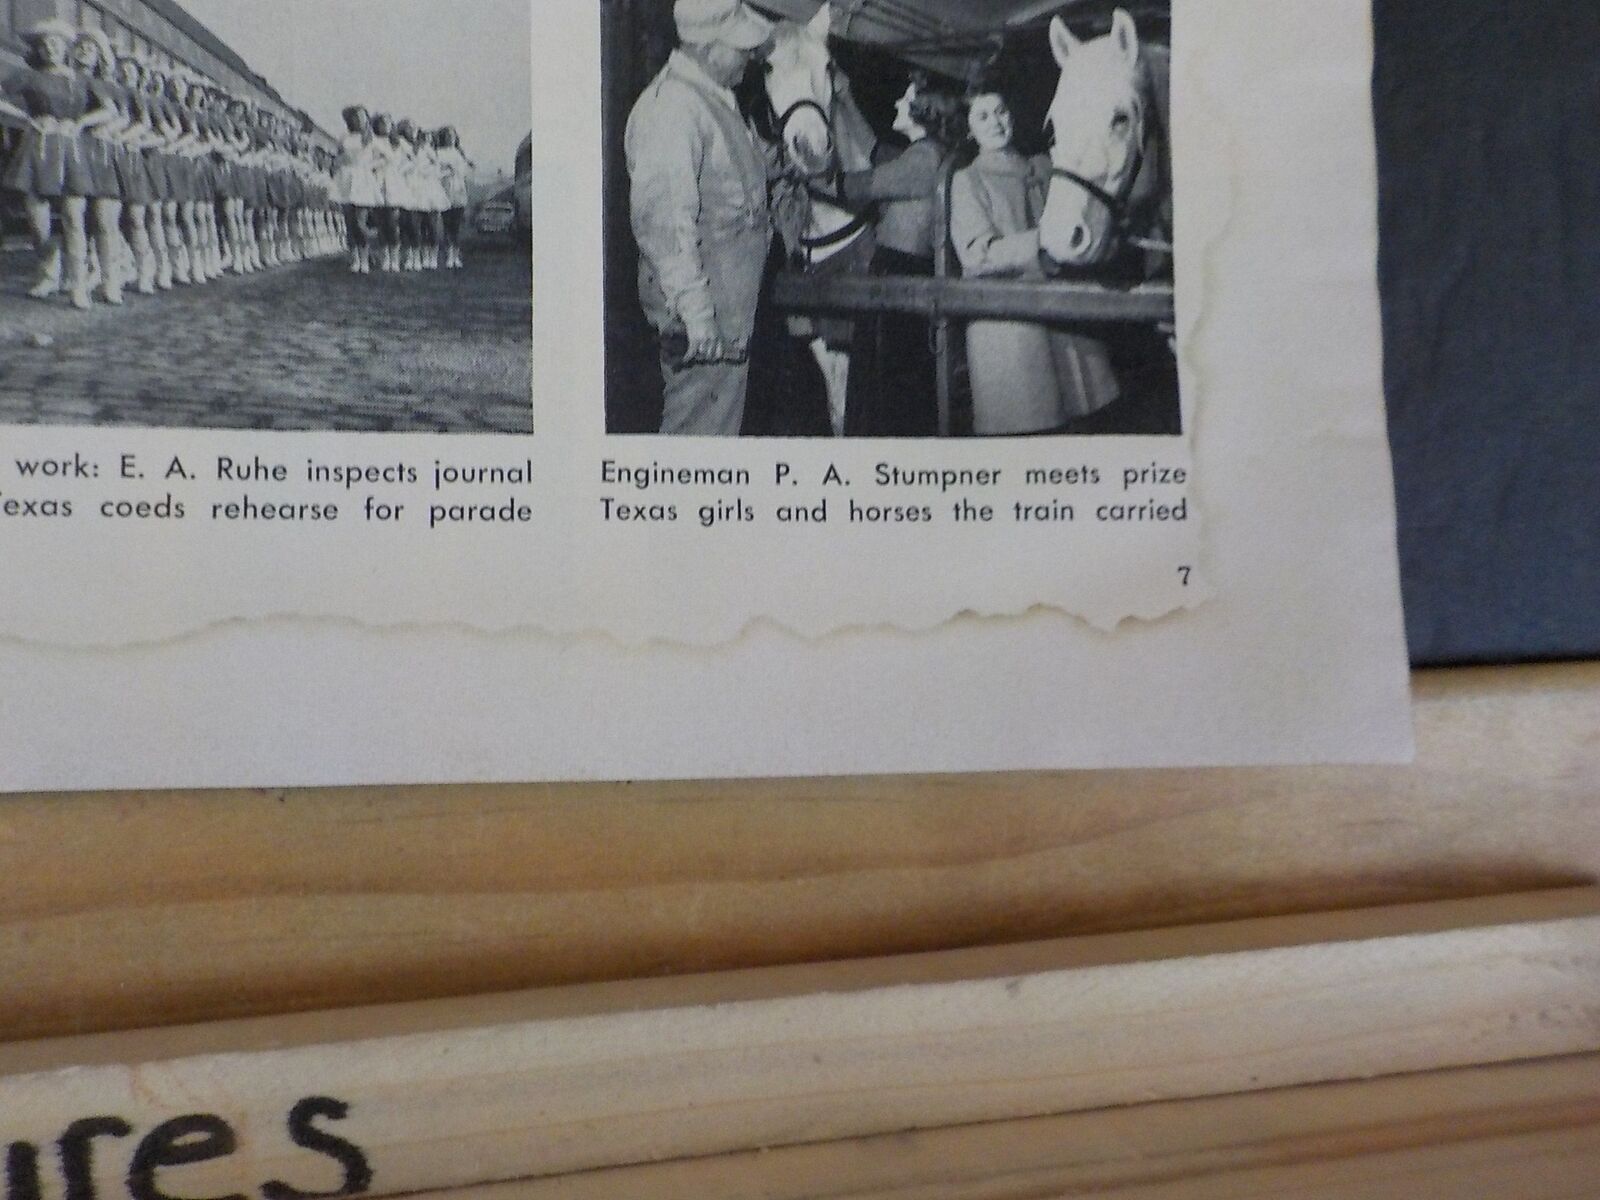 work: E. A. Ruhe inspects journal
Texas coeds rehearse for parade
Engineman P. A. Stumpner meets prize
Texas girls and horses the train carried
7